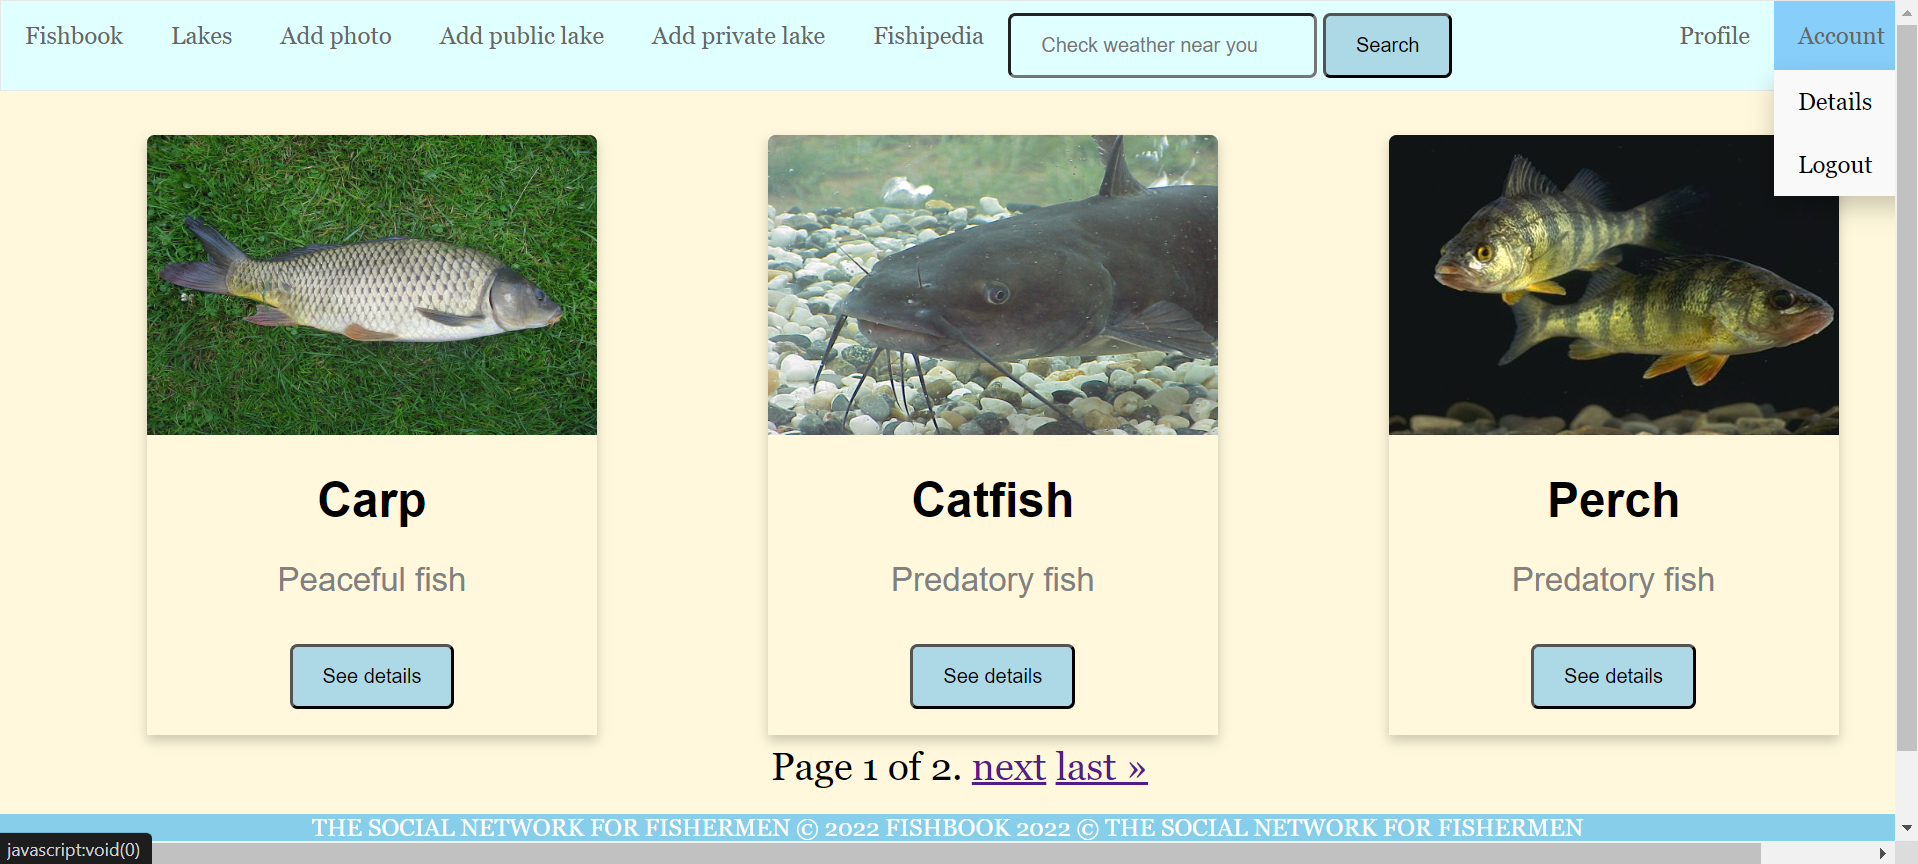 Fishbook Lakes Add photo Add public lake Add private lake Fishipedia Check weather near you Search Profile Account
Details
Logout
Carp Catfish Perch
Peaceful fish Predatory fish Predatory fish
See details See details See details
Page 1 of 2. next last »
THE SOCIAL NETWORK FOR FISHERMEN © 2022 FISHBOOK 2022 © THE SOCIAL NETWORK FOR FISHERMEN
javascript:void(0)